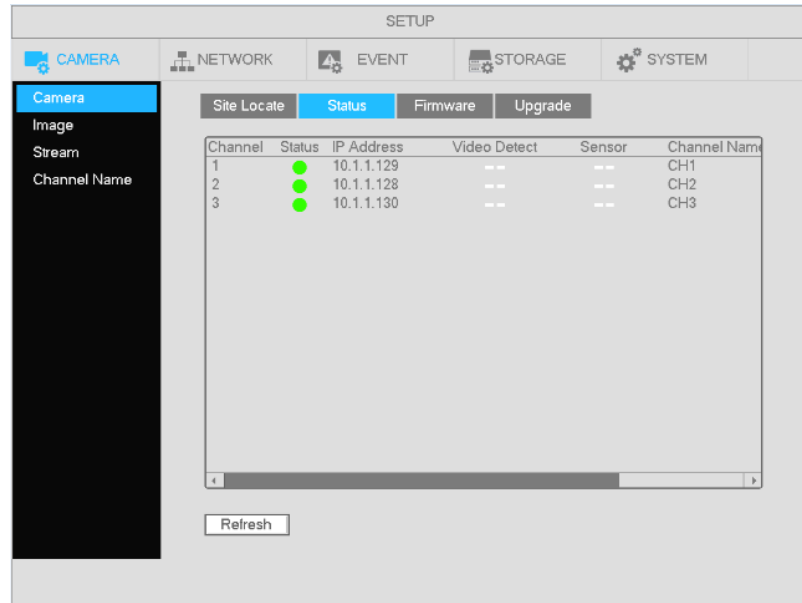 SETUP
CAMERA NETWORK EVENT STORAGE SYSTEM
Camera
Image
Stream
Channel Name
Site Locate Status Firmware Upgrade
Channel Status IP Address Video Detect Sensor Channel Name
1 10.1.1.129 -- -- CH1
2 10.1.1.128 -- -- CH2
3 10.1.1.130 -- -- CH3
Refresh